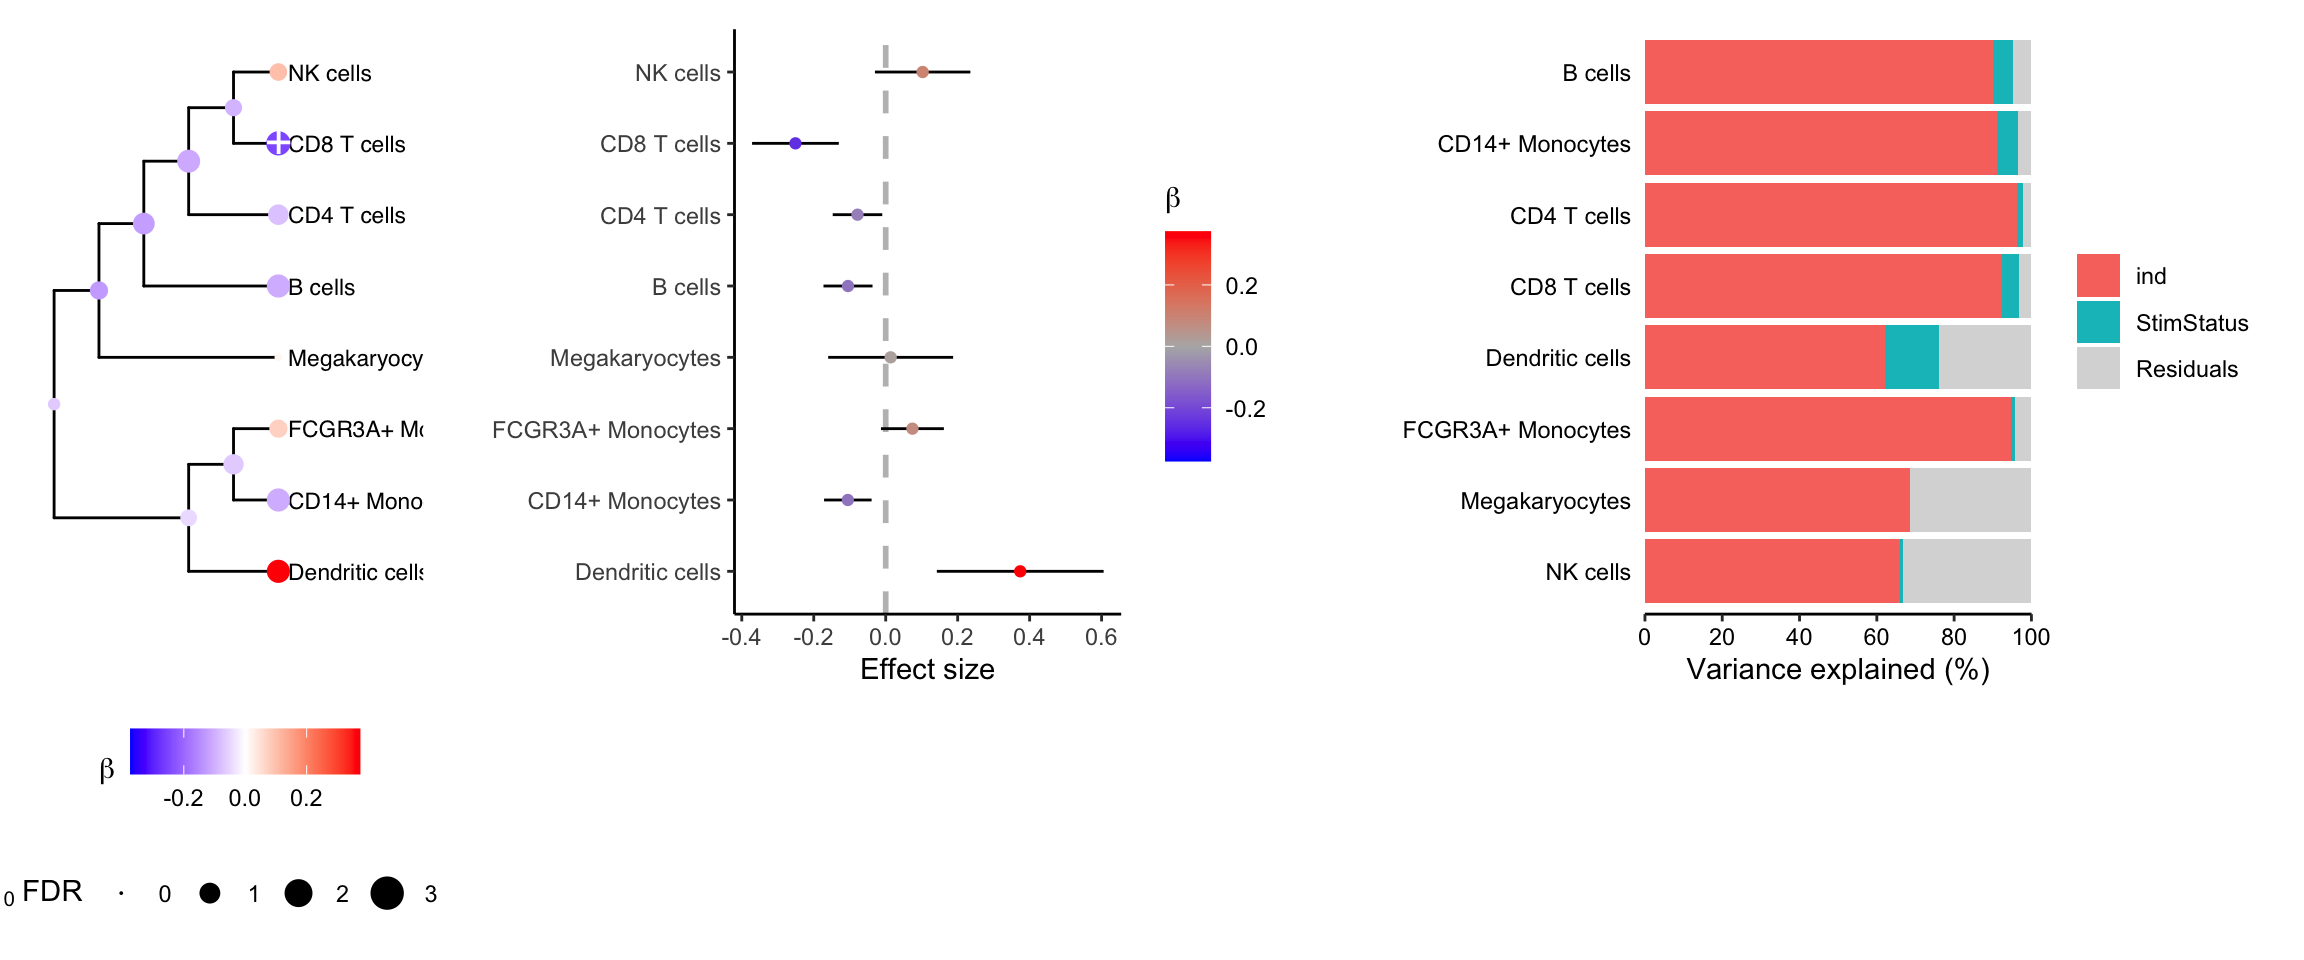 NK cells
CD8 T cells
CD4 T cells
B cells
Megakaryocy
FCGR3A+ Mo
CD14+ Mono
Dendritic cells
β
-0.2 0.0 0.2
0 FDR 0 1 2 3
NK cells
CD8 T cells
CD4 T cells
B cells
Megakaryocytes
FCGR3A+ Monocytes
CD14+ Monocytes
Dendritic cells
-0.4 -0.2 0.0 0.2 0.4 0.6
Effect size
β
0.2
0.0
-0.2
B cells
CD14+ Monocytes
CD4 T cells
CD8 T cells
Dendritic cells
FCGR3A+ Monocytes
Megakaryocytes
NK cells
0 20 40 60 80 100
Variance explained (%)
ind
StimStatus
Residuals